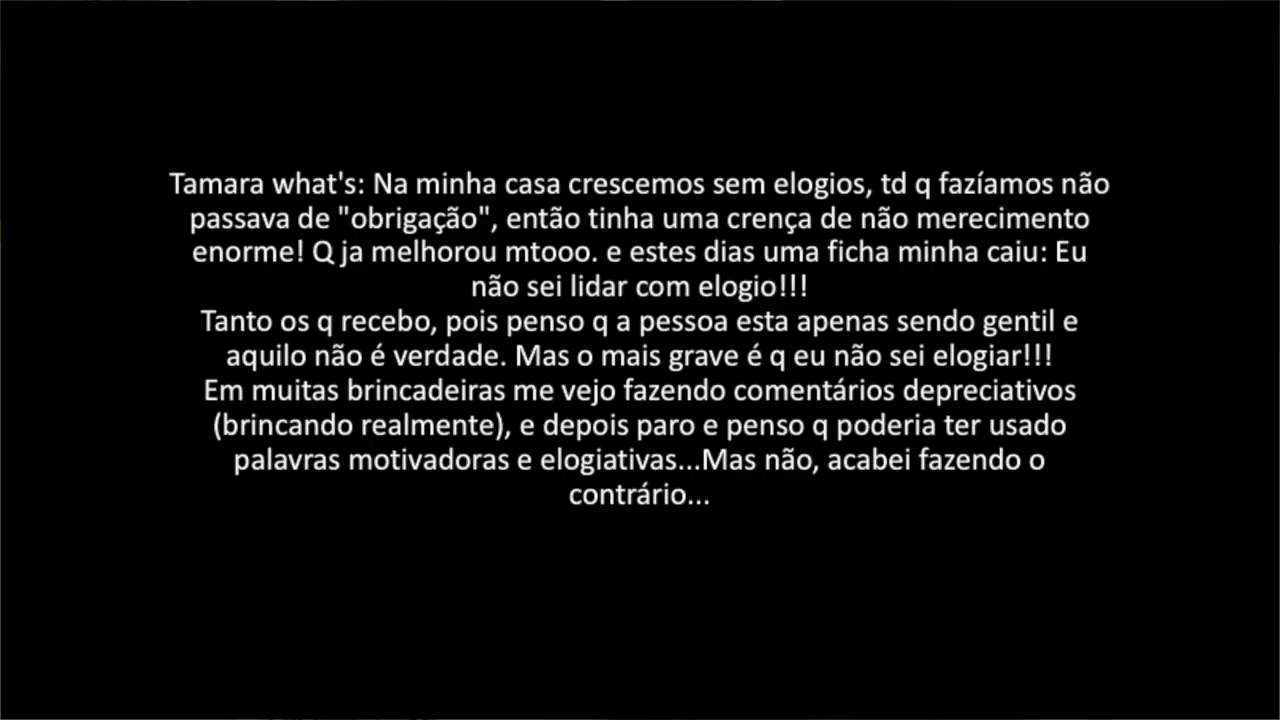 Tamara what's: Na minha casa crescemos sem elogios, td q fazíamos não
passava de "obrigação", então tinha uma crença de não merecimento
enorme! Q ja melhorou mtooo. e estes dias uma ficha minha caiu: Eu
não sei lidar com elogio!!!
Tanto os q recebo, pois penso q a pessoa esta apenas sendo gentil e
aquilo não é verdade. Mas o mais grave é q eu não sei elogiar!!!
Em muitas brincadeiras me vejo fazendo comentários depreciativos
(brincando realmente), e depois paro e penso q poderia ter usado
palavras motivadoras e elogiativas...Mas não, acabei fazendo o
contrário...